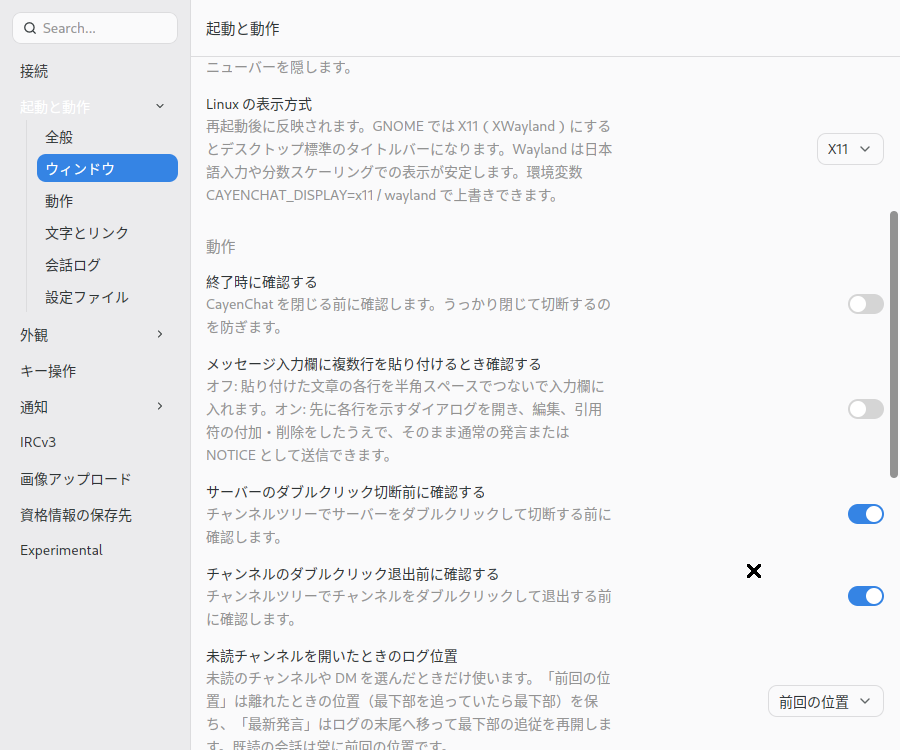 Search...
接続
起動と動作
全般
ウィンドウ
動作
文字とリンク
会話ログ
設定ファイル
外観
キー操作
通知
IRCv3
画像アップロード
資格情報の保存先
Experimental
起動と動作
ニューバーを隠します。
Linux の表示方式
再起動後に反映されます。GNOME では X11 ( XWayland ) にする
とデスクトップ標準のタイトルバーになります。Wayland は日本
語入力や分数スケーリングでの表示が安定します。環境変数
CAYENCHAT_DISPLAY=x11 / wayland で上書きできます。
X11
動作
終了時に確認する
CayenChat を閉じる前に確認します。うっかり閉じて切断するの
を防ぎます。
メッセージ入力欄に複数行を貼り付けるとき確認する
オフ: 貼り付けた文章の各行を半角スペースでつないで入力欄に
入れます。オン: 先に各行を示すダイアログを開き、編集、引用
符の付加・削除をしたうえで、そのまま通常の発言または
NOTICE として送信できます。
サーバーのダブルクリック切断前に確認する
チャンネルツリーでサーバーをダブルクリックして切断する前に
確認します。
チャンネルのダブルクリック退出前に確認する
チャンネルツリーでチャンネルをダブルクリックして退出する前
に確認します。
未読チャンネルを開いたときのログ位置
未読のチャンネルや DM を選んだときだけ使います。「前回の位
置」は離れたときの位置（最下部を追っていたら最下部）を保
ち、「最新発言」はログの末尾へ移って最下部の追従を再開しま
す。既読の会話は常に前回の位置です。
前回の位置